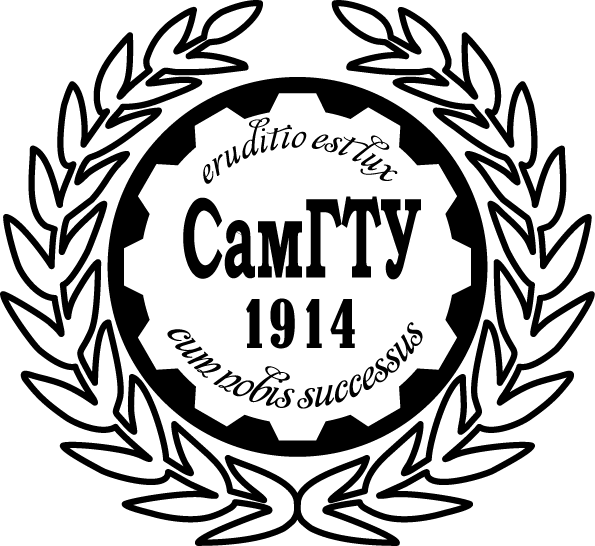 eruditio est lux
СамГТУ
1914
cum nobis successus